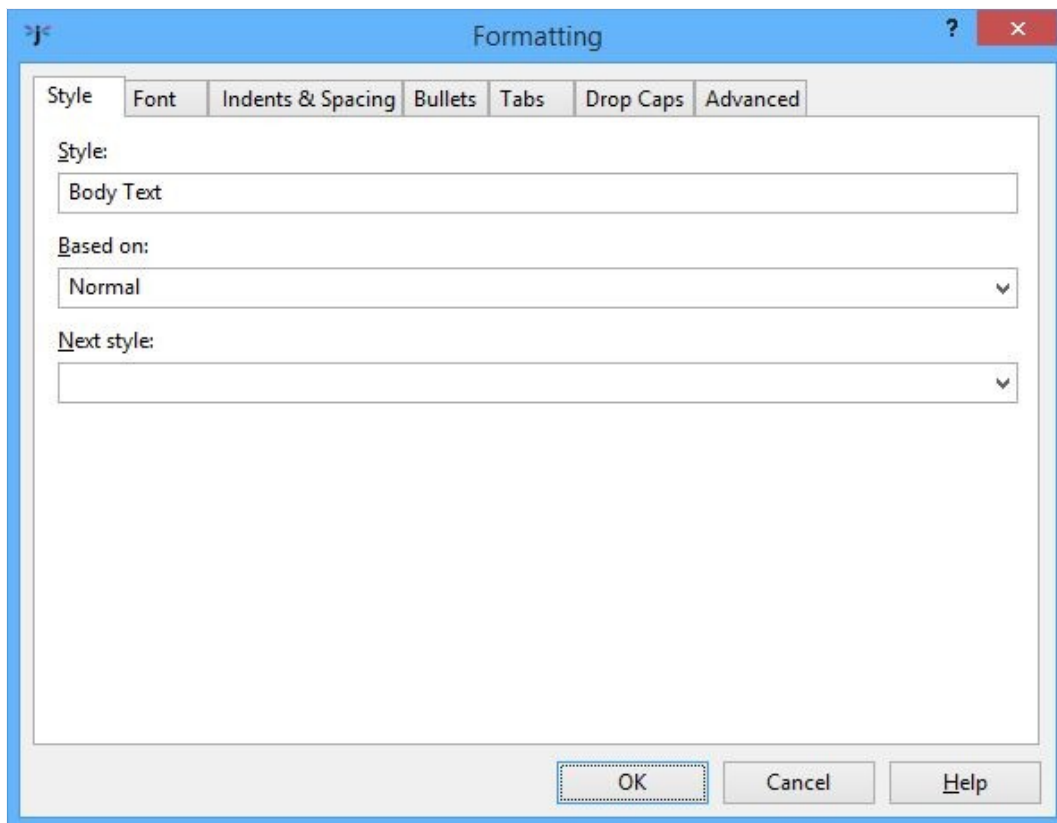 Formatting
?
Style Font Indents & Spacing Bullets Tabs Drop Caps Advanced
Style:
Body Text
Based on:
Normal
Next style:
OK Cancel Help